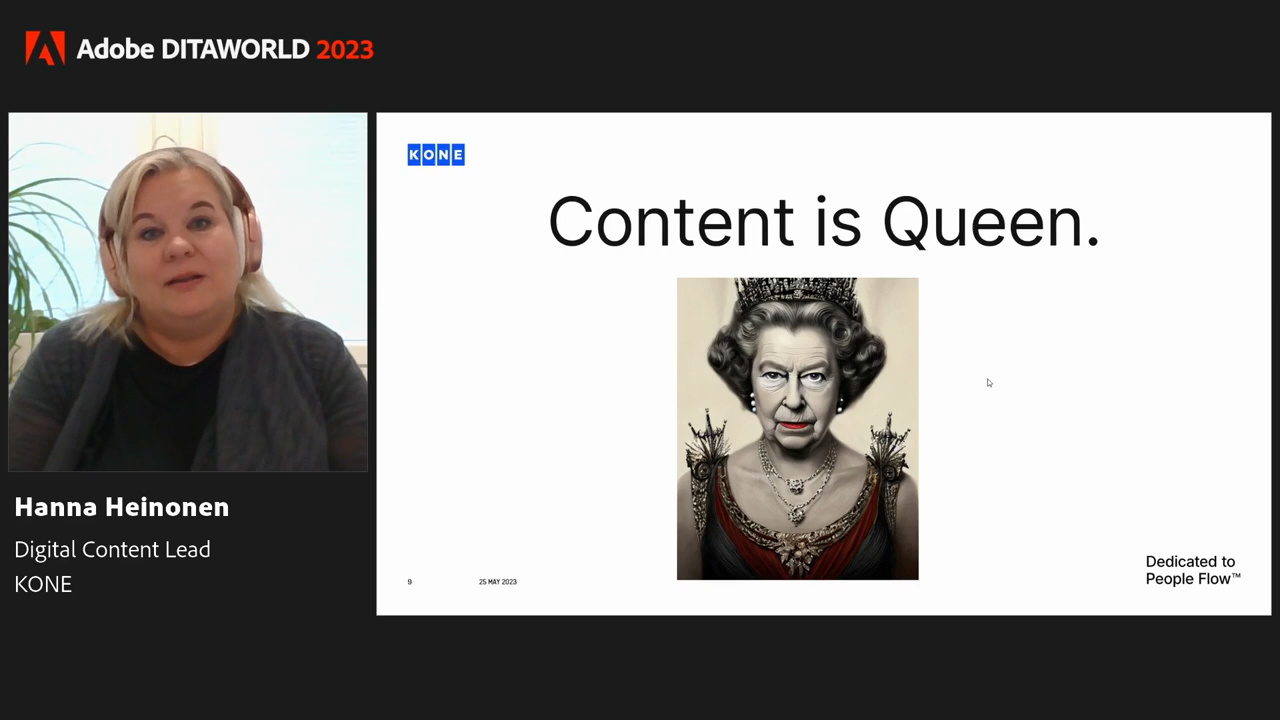 Adobe DITAWORLD 2023
KONE
Content is Queen.
Hanna Heinonen
Digital Content Lead
KONE
9
25 MAY 2023
Dedicated to
People Flow™